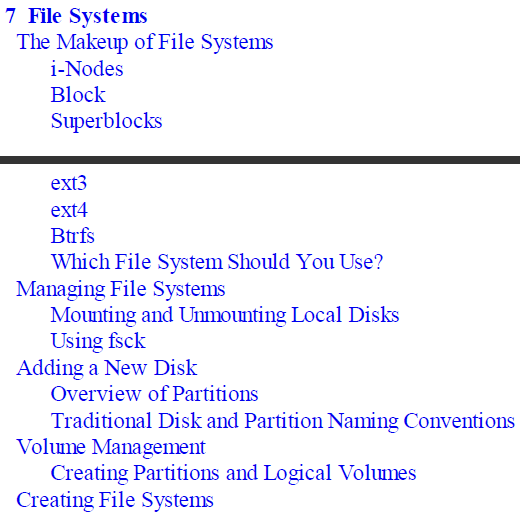 7 File Systems
The Makeup of File Systems
i-Nodes
Block
Superblocks
ext3
ext4
Btrfs
Which File System Should You Use?
Managing File Systems
Mounting and Unmounting Local Disks
Using fsck
Adding a New Disk
Overview of Partitions
Traditional Disk and Partition Naming Conventions
Volume Management
Creating Partitions and Logical Volumes
Creating File Systems